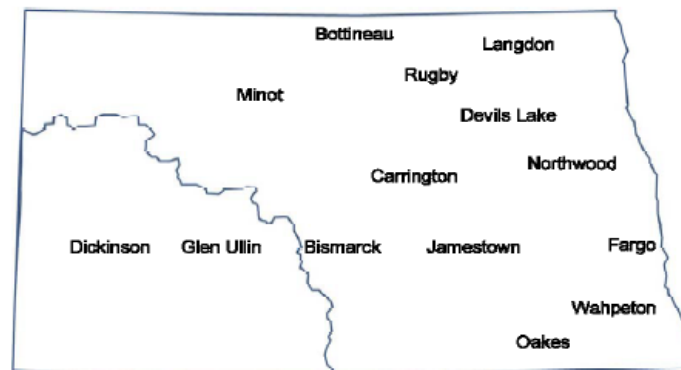 Bottineau
Langdon
Rugby
Minot
Devils Lake
Northwood
Carrington
Dickinson Glen Ullin Bismarck Jamestown Fargo
Wahpeton
Oakes